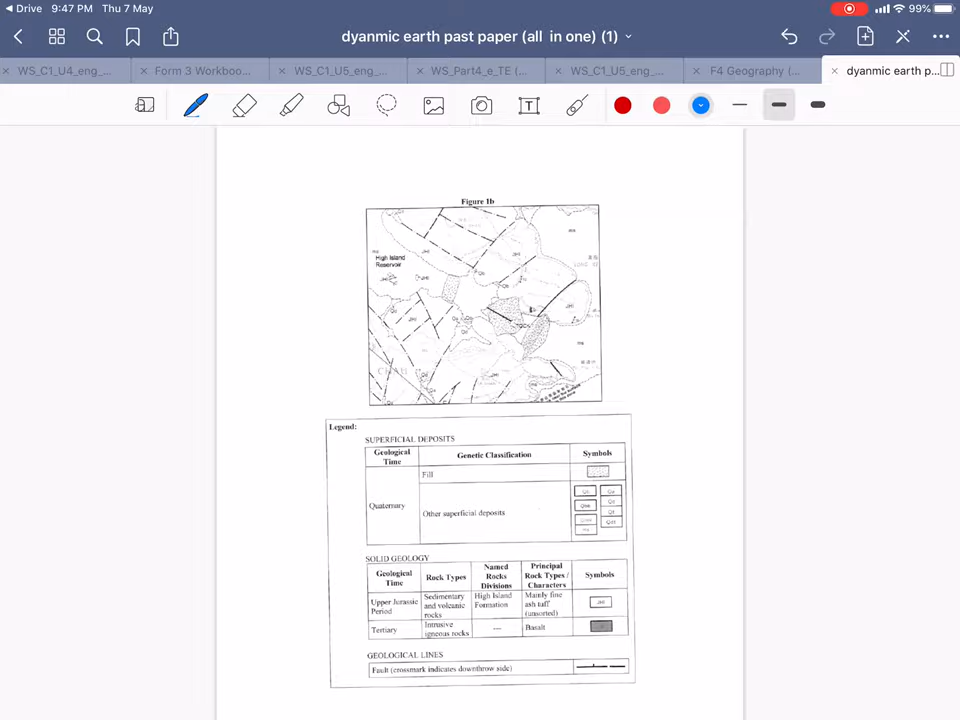 Drive 9:47 PM Thu 7 May 99%
dyanmic earth past paper (all in one) (1)
WS_C1_U4_eng_... Form 3 Workboo... WS_C1_U5_eng_... WS_Part4_e_TE (... WS_C1_U5_eng_... F4 Geography (... dyanmic earth p...
Figure 1b
High Island
Reservoir
Legend:
SUPERFICIAL DEPOSITS
Geological Time Genetic Classification Symbols
Fill
Quaternary Other superficial deposits
SOLID GEOLOGY
Geological Time Rock Types Named Rocks Divisions Principal Rock Types / Characters Symbols
Upper Jurassic Period Sedimentary and volcanic rocks High Island Formation Mainly fine ash tuff (unsorted) JHI
Tertiary Intrusive igneous rocks --- Basalt
GEOLOGICAL LINES
Fault (crossmark indicates downthrow side)